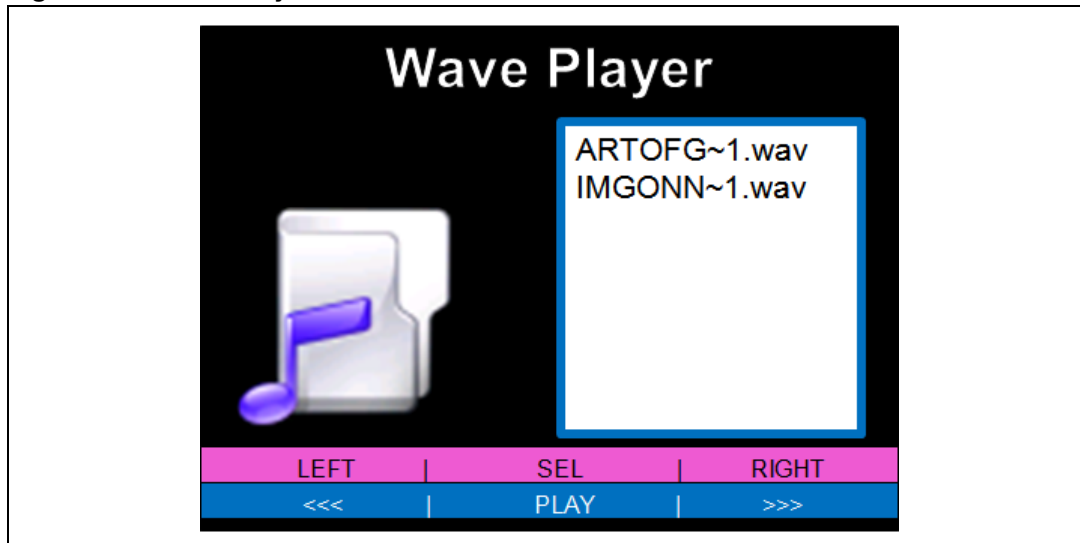 Wave Player
ARTOFG~1.wav
IMGONN~1.wav
LEFT | SEL | RIGHT
<<< | PLAY | >>>